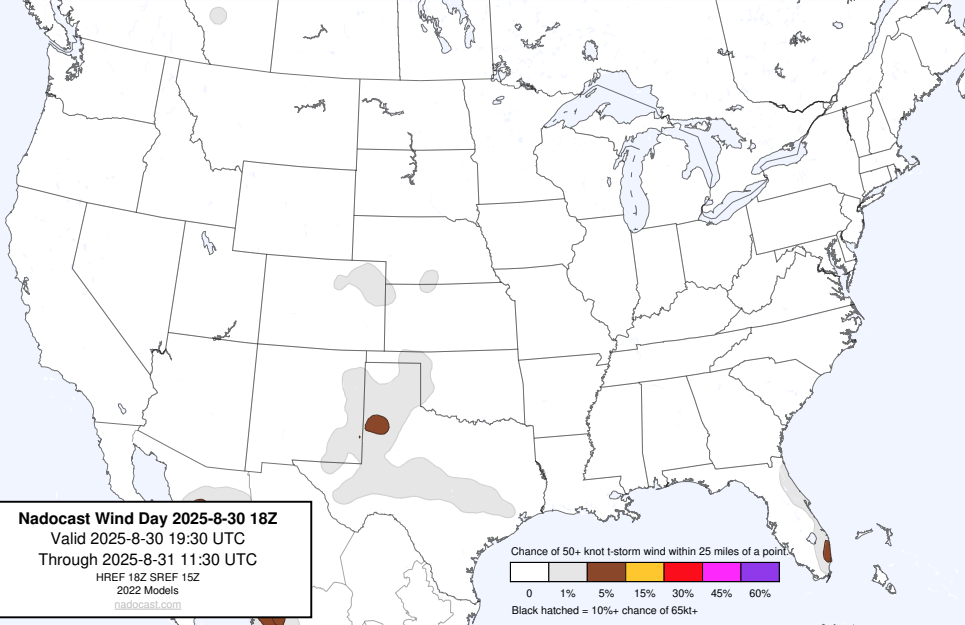 Nadocast Wind Day 2025-8-30 18Z
Valid 2025-8-30 19:30 UTC
Through 2025-8-31 11:30 UTC
HREF 18Z SREF 15Z
2022 Models
nadocast.com
Chance of 50+ knot t-storm wind within 25 miles of a point.
0 1% 5% 15% 30% 45% 60%
Black hatched = 10%+ chance of 65kt+